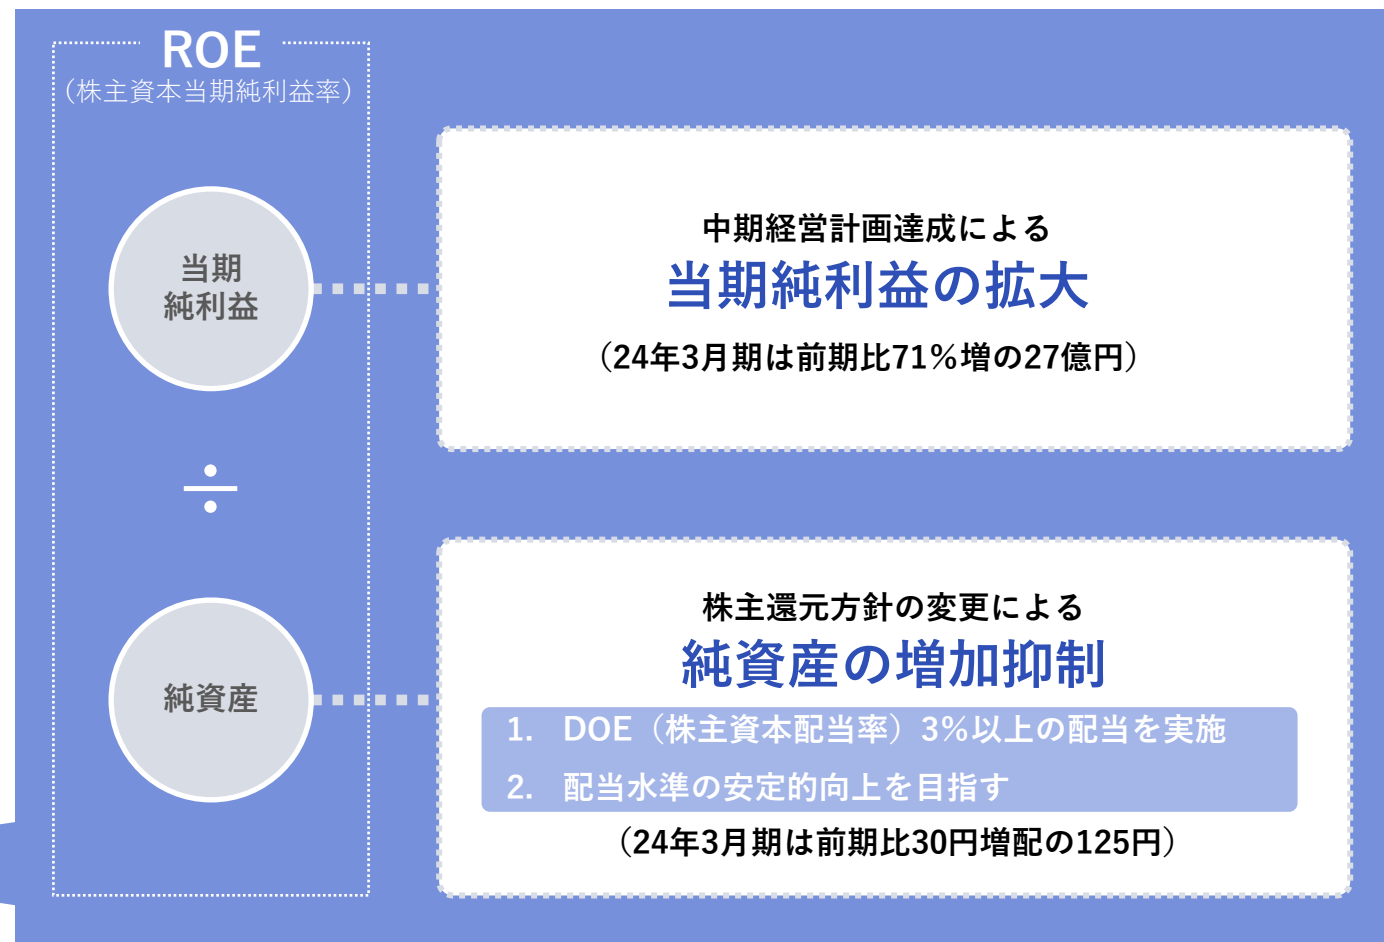 ROE
（株主資本当期純利益率）
当期
純利益
÷
純資産
中期経営計画達成による
当期純利益の拡大
（24年3月期は前期比71%増の27億円）
株主還元方針の変更による
純資産の増加抑制
1. DOE（株主資本配当率）3%以上の配当を実施
2. 配当水準の安定的向上を目指す
（24年3月期は前期比30円増配の125円）